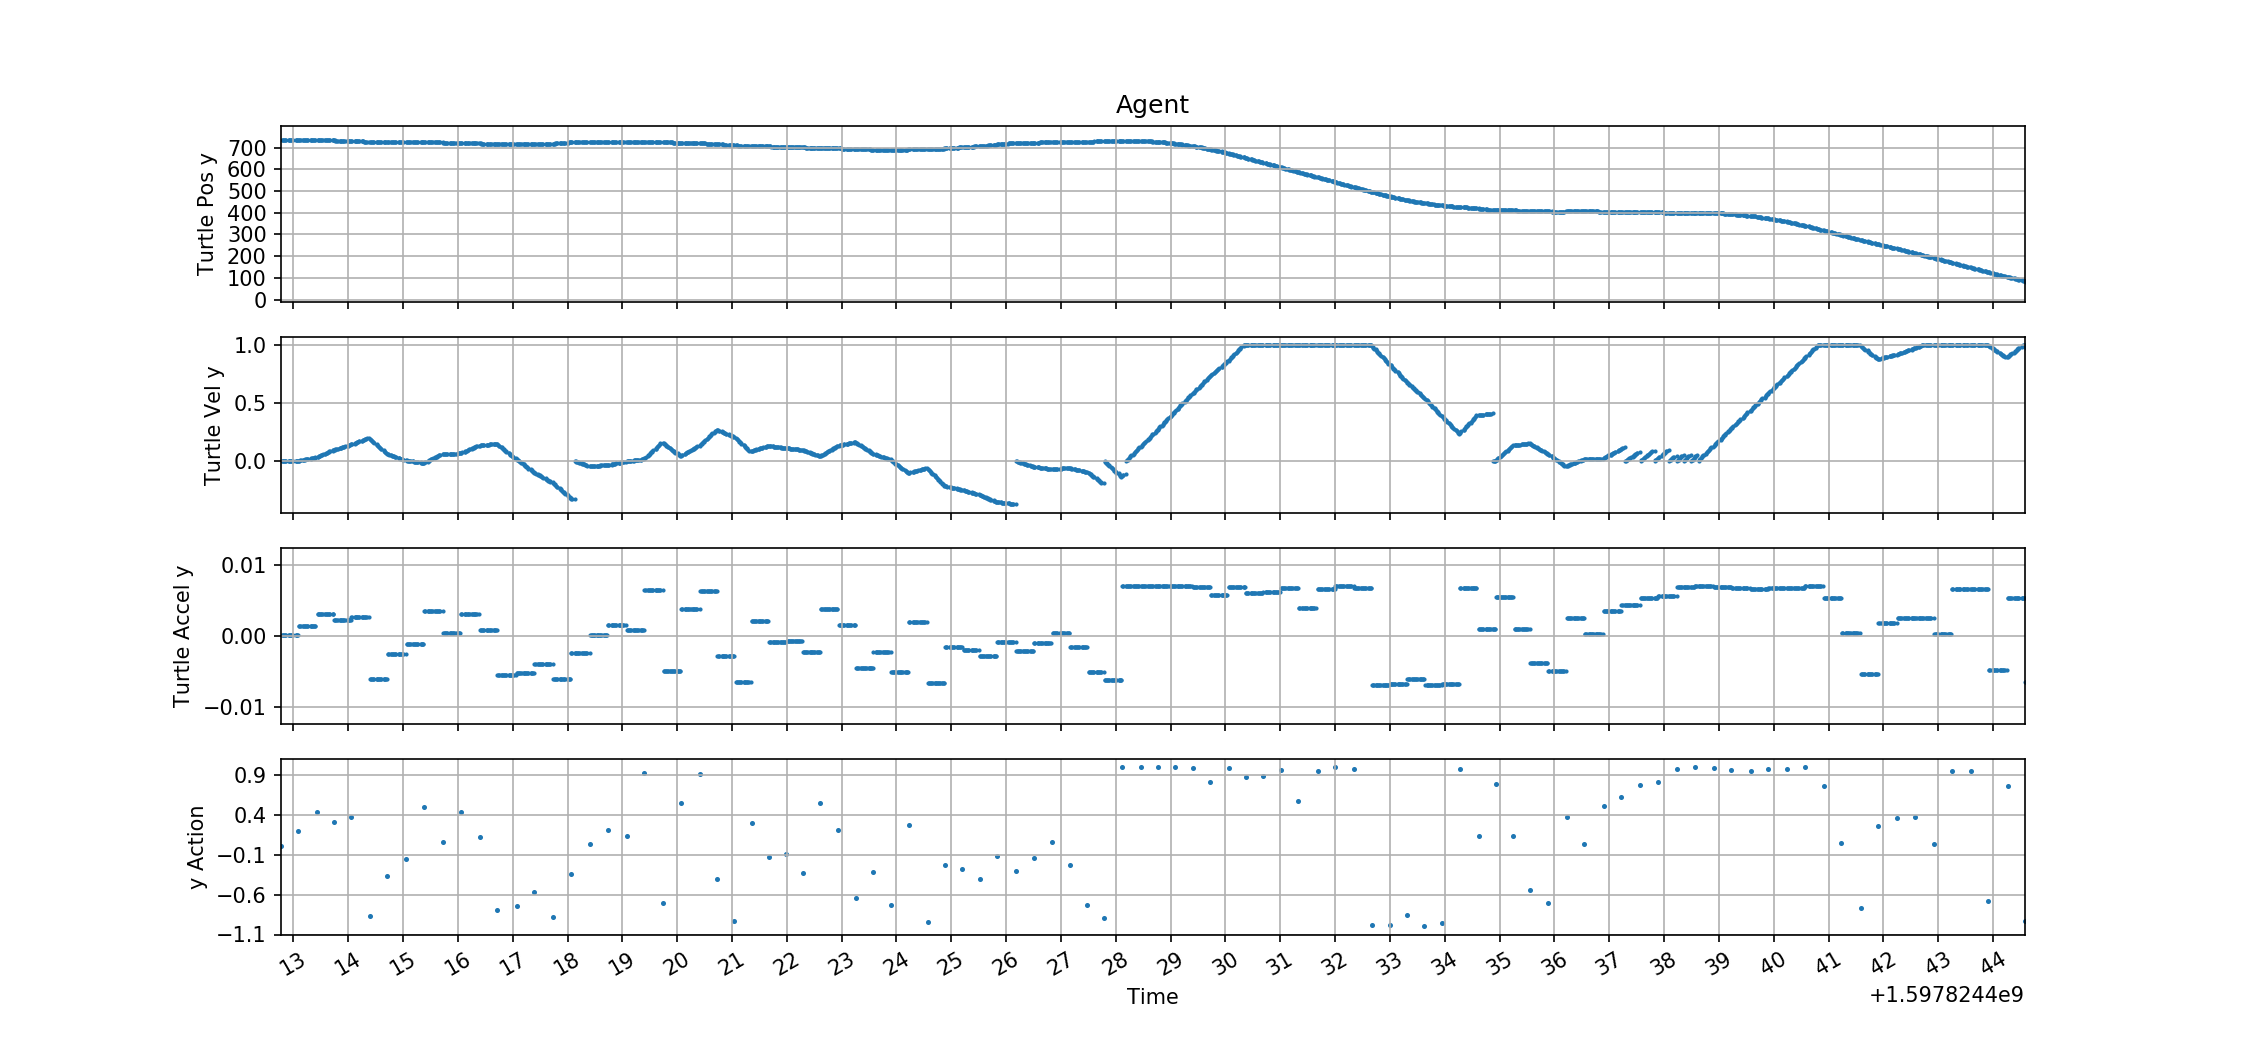 Agent
Turtle Pos y
700
600
500
400
300
200
100
0
Turtle Vel y
1.0
0.5
0.0
Turtle Accel y
0.01
0.00
−0.01
y Action
0.9
0.4
−0.1
−0.6
−1.1
13 14 15 16 17 18 19 20 21 22 23 24 25 26 27 28 29 30 31 32 33 34 35 36 37 38 39 40 41 42 43 44
Time
+1.5978244e9